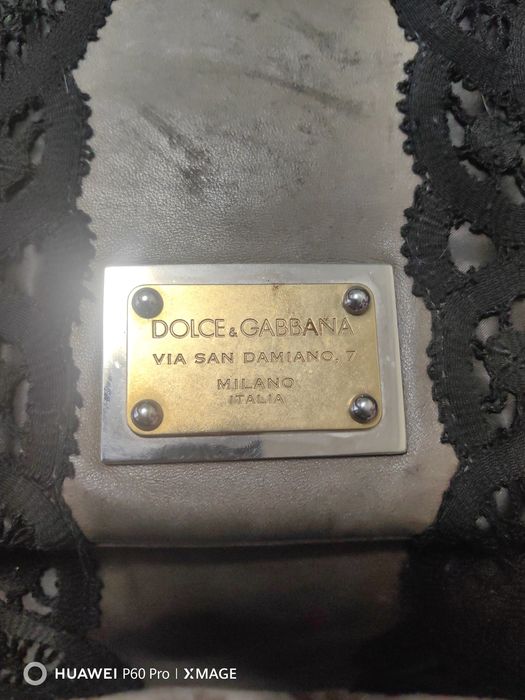 DOLCE & GABBANA
VIA SAN DAMIANO, 7
MILANO
ITALIA
HUAWEI P60 Pro | XMAGE